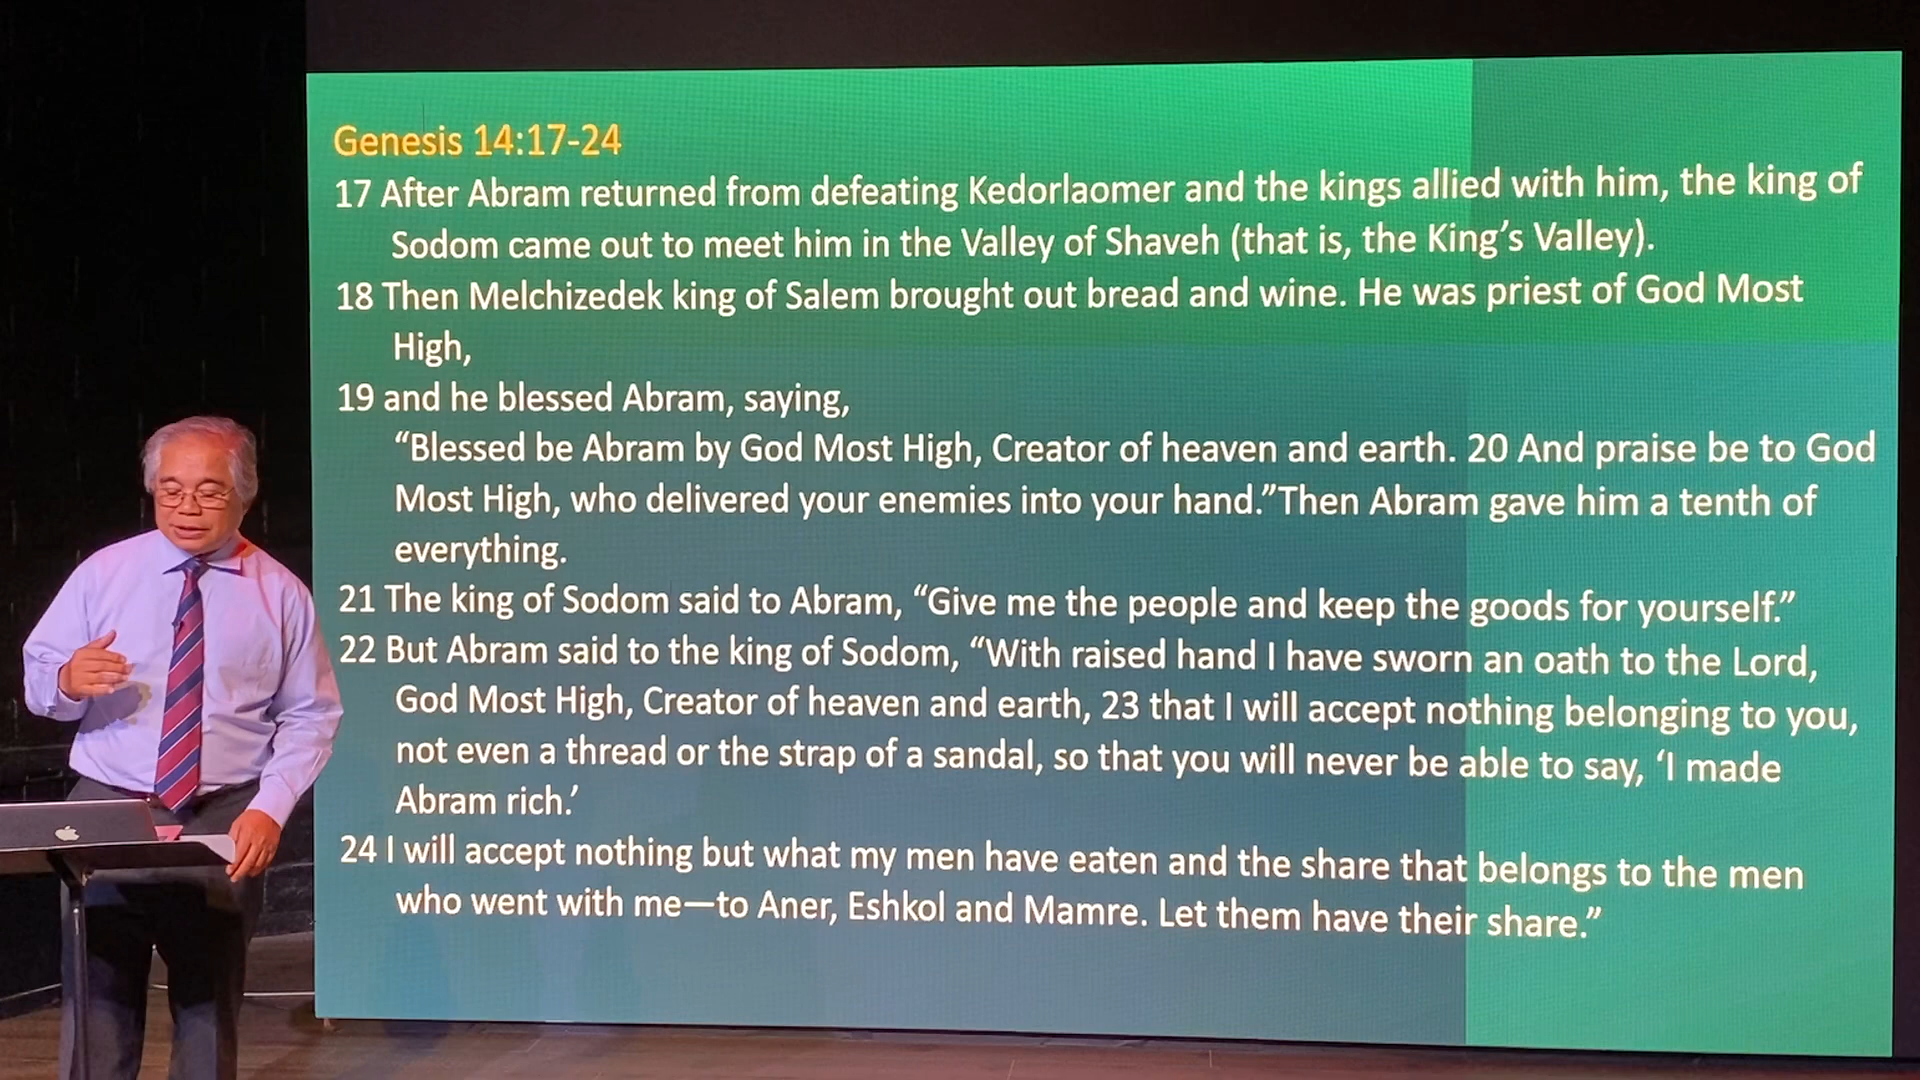 Genesis 14:17-24
17 After Abram returned from defeating Kedorlaomer and the kings allied with him, the king of
Sodom came out to meet him in the Valley of Shaveh (that is, the King’s Valley).
18 Then Melchizedek king of Salem brought out bread and wine. He was priest of God Most
High,
19 and he blessed Abram, saying,
“Blessed be Abram by God Most High, Creator of heaven and earth. 20 And praise be to God
Most High, who delivered your enemies into your hand.”Then Abram gave him a tenth of
everything.
21 The king of Sodom said to Abram, “Give me the people and keep the goods for yourself.”
22 But Abram said to the king of Sodom, “With raised hand I have sworn an oath to the Lord,
God Most High, Creator of heaven and earth, 23 that I will accept nothing belonging to you,
not even a thread or the strap of a sandal, so that you will never be able to say, ‘I made
Abram rich.’
24 I will accept nothing but what my men have eaten and the share that belongs to the men
who went with me—to Aner, Eshkol and Mamre. Let them have their share.”